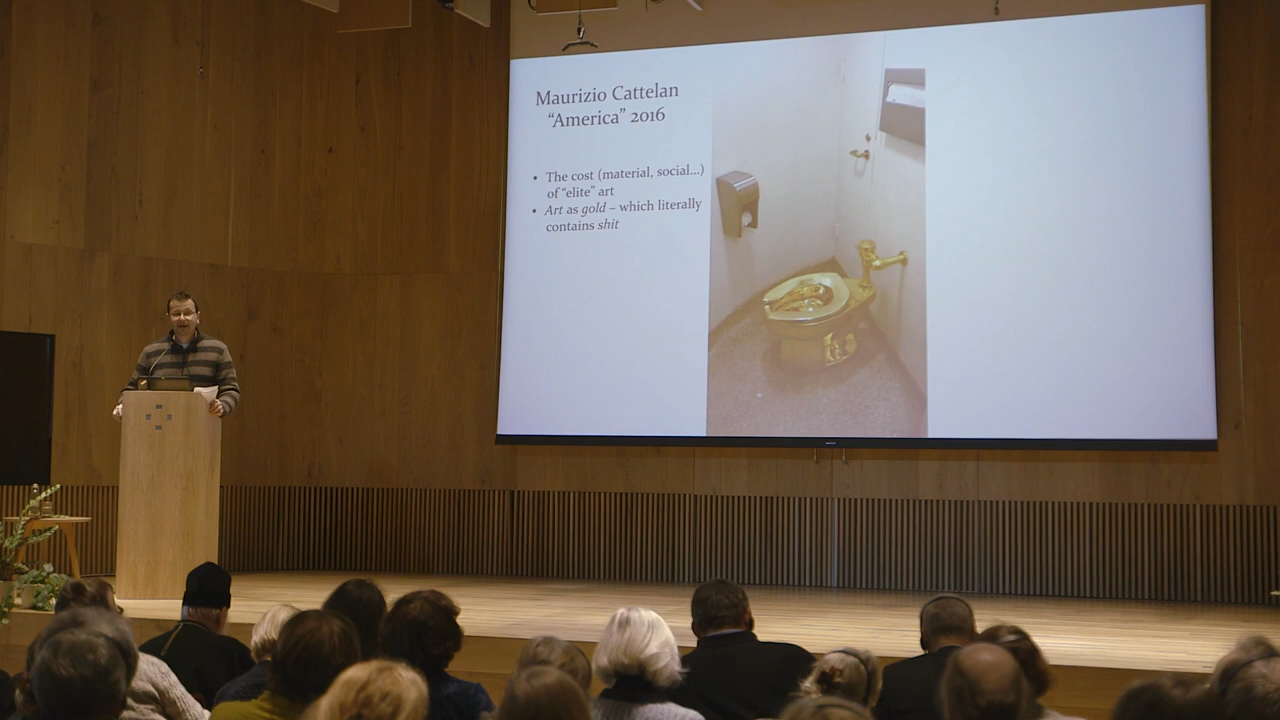 Maurizio Cattelan
“America” 2016
• The cost (material, social...)
of “elite” art
• Art as gold – which literally
contains shit